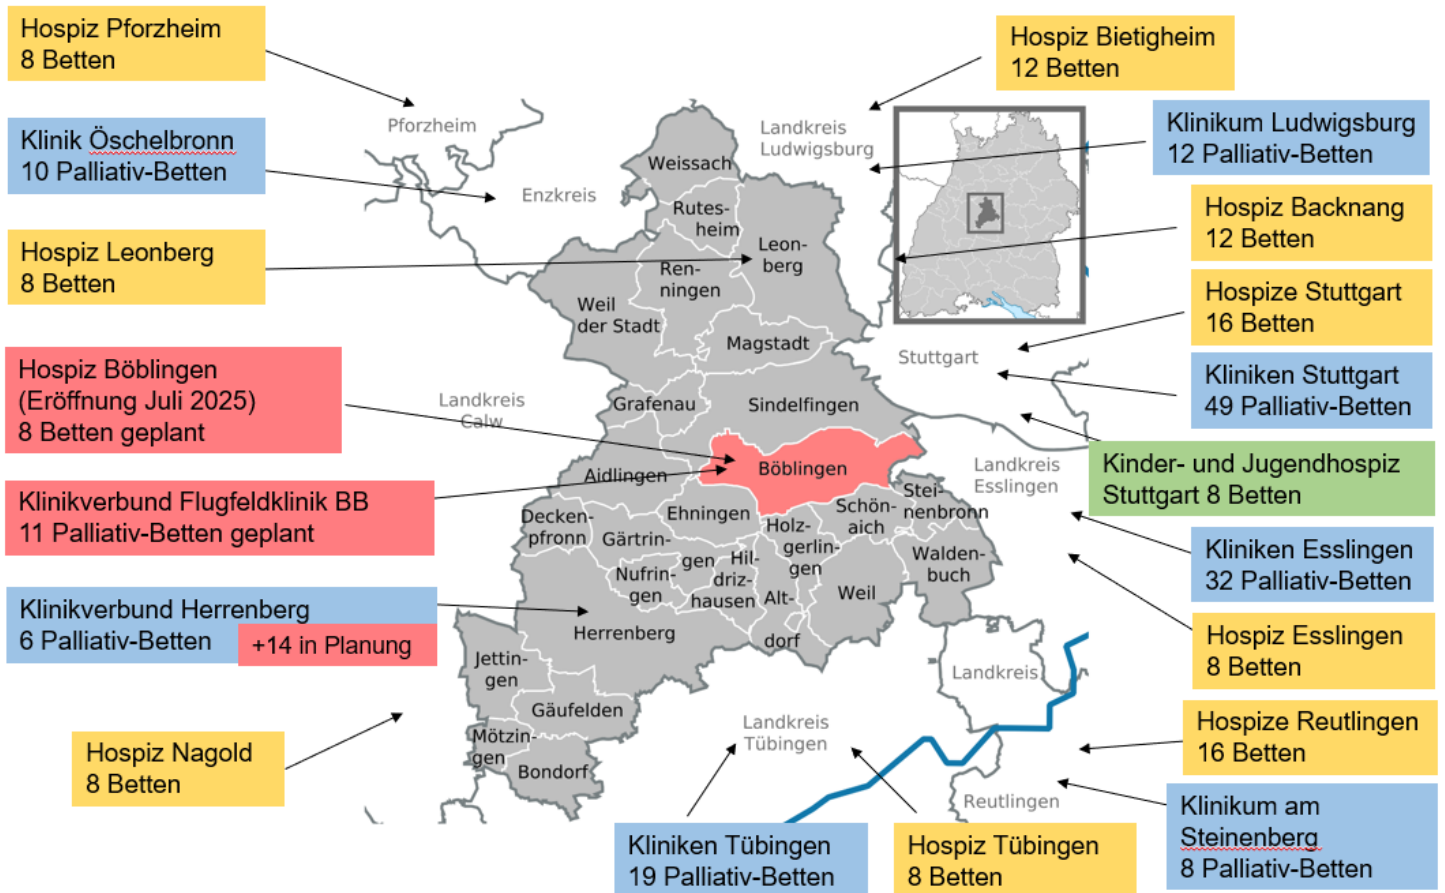 Hospiz Pforzheim
8 Betten
Klinik Öschelbronn
10 Palliativ-Betten
Hospiz Leonberg
8 Betten
Hospiz Böblingen
(Eröffnung Juli 2025)
8 Betten geplant
Klinikverbund Flugfeldklinik BB
11 Palliativ-Betten geplant
Klinikverbund Herrenberg
6 Palliativ-Betten
+14 in Planung
Hospiz Nagold
8 Betten
Pforzheim
Enzkreis
Landkreis
Ludwigsburg
Landkreis
Calw
Stuttgart
Landkreis
Esslingen
Landkreis
Tübingen
Landkreis
Reutlingen
Weissach
Rutes-
heim
Leon-
berg
Ren-
ningen
Weil
der Stadt
Magstadt
Grafenau
Sindelfingen
Aidlingen
Böblingen
Ehningen
Schön-
aich
Stei-
nenbronn
Decken-
pfronn
Gärtrin-
gen
Holz-
gerlin-
gen
Hil-
driz-
hausen
Nufrin-
gen
Alt-
dorf
Weil
Walden-
buch
Herrenberg
Jettin-
gen
Gäufelden
Mötzin-
gen
Bondorf
Hospiz Bietigheim
12 Betten
Klinikum Ludwigsburg
12 Palliativ-Betten
Hospiz Backnang
12 Betten
Hospize Stuttgart
16 Betten
Kliniken Stuttgart
49 Palliativ-Betten
Kinder- und Jugendhospiz
Stuttgart 8 Betten
Kliniken Esslingen
32 Palliativ-Betten
Hospiz Esslingen
8 Betten
Hospize Reutlingen
16 Betten
Klinikum am
Steinenberg
8 Palliativ-Betten
Kliniken Tübingen
19 Palliativ-Betten
Hospiz Tübingen
8 Betten